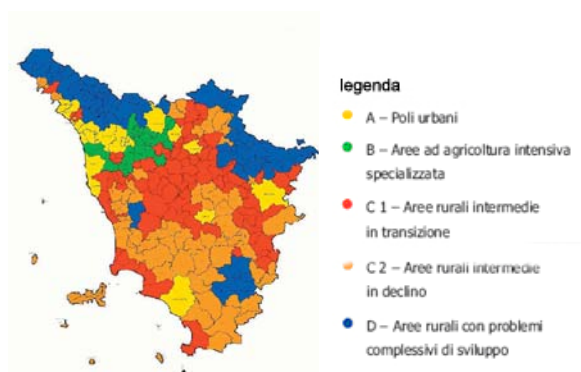 legenda
A – Poli urbani
B – Aree ad agricoltura intensiva
specializzata
C 1 – Aree rurali intermedie
in transizione
C 2 – Aree rurali intermedie
in declino
D – Aree rurali con problemi
complessivi di sviluppo